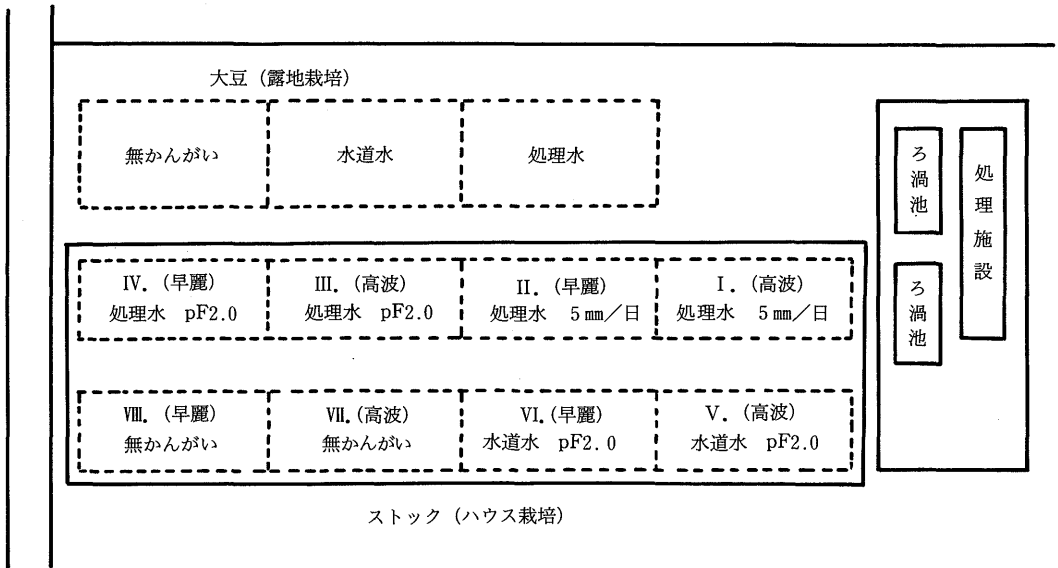 大豆 (露地栽培)
無かんがい
水道水
処理水
ろ渦池
処理施設
ろ渦池
Ⅳ. (早麗)
処理水 pF2.0
Ⅲ. (高波)
処理水 pF2.0
Ⅱ. (早麗)
処理水 5㎜/日
Ⅰ. (高波)
処理水 5㎜/日
Ⅷ. (早麗)
無かんがい
Ⅶ. (高波)
無かんがい
Ⅵ. (早麗)
水道水 pF2.0
Ⅴ. (高波)
水道水 pF2.0
ストック (ハウス栽培)